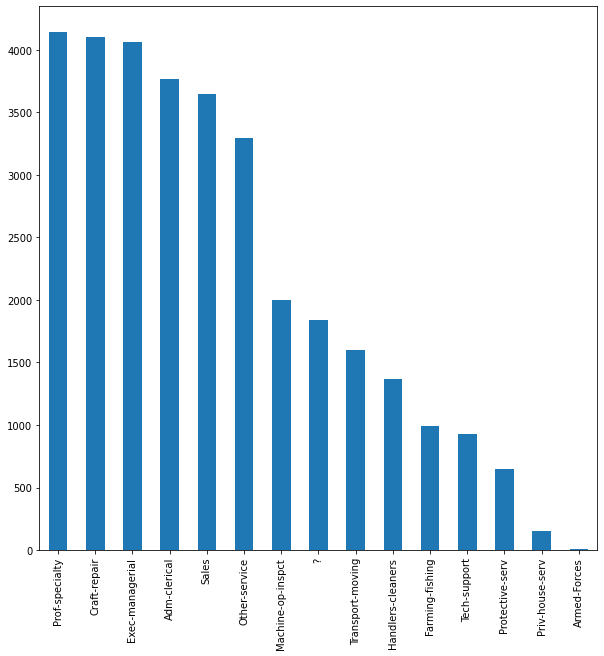 4000
3500
3000
2500
2000
1500
1000
500
0
Prof-specialty
Craft-repair
Exec-managerial
Adm-clerical
Sales
Other-service
Machine-op-inspct
?
Transport-moving
Handlers-cleaners
Farming-fishing
Tech-support
Protective-serv
Priv-house-serv
Armed-Forces